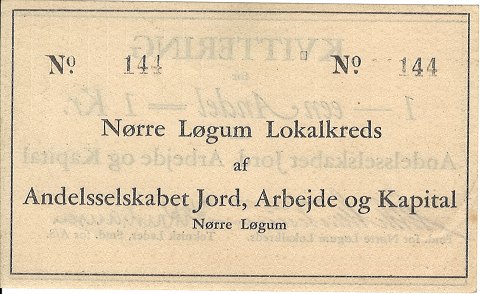 Nº 144 Nº 144
Nørre Løgum Lokalkreds
af
Andelsselskabet Jord, Arbejde og Kapital
Nørre Løgum